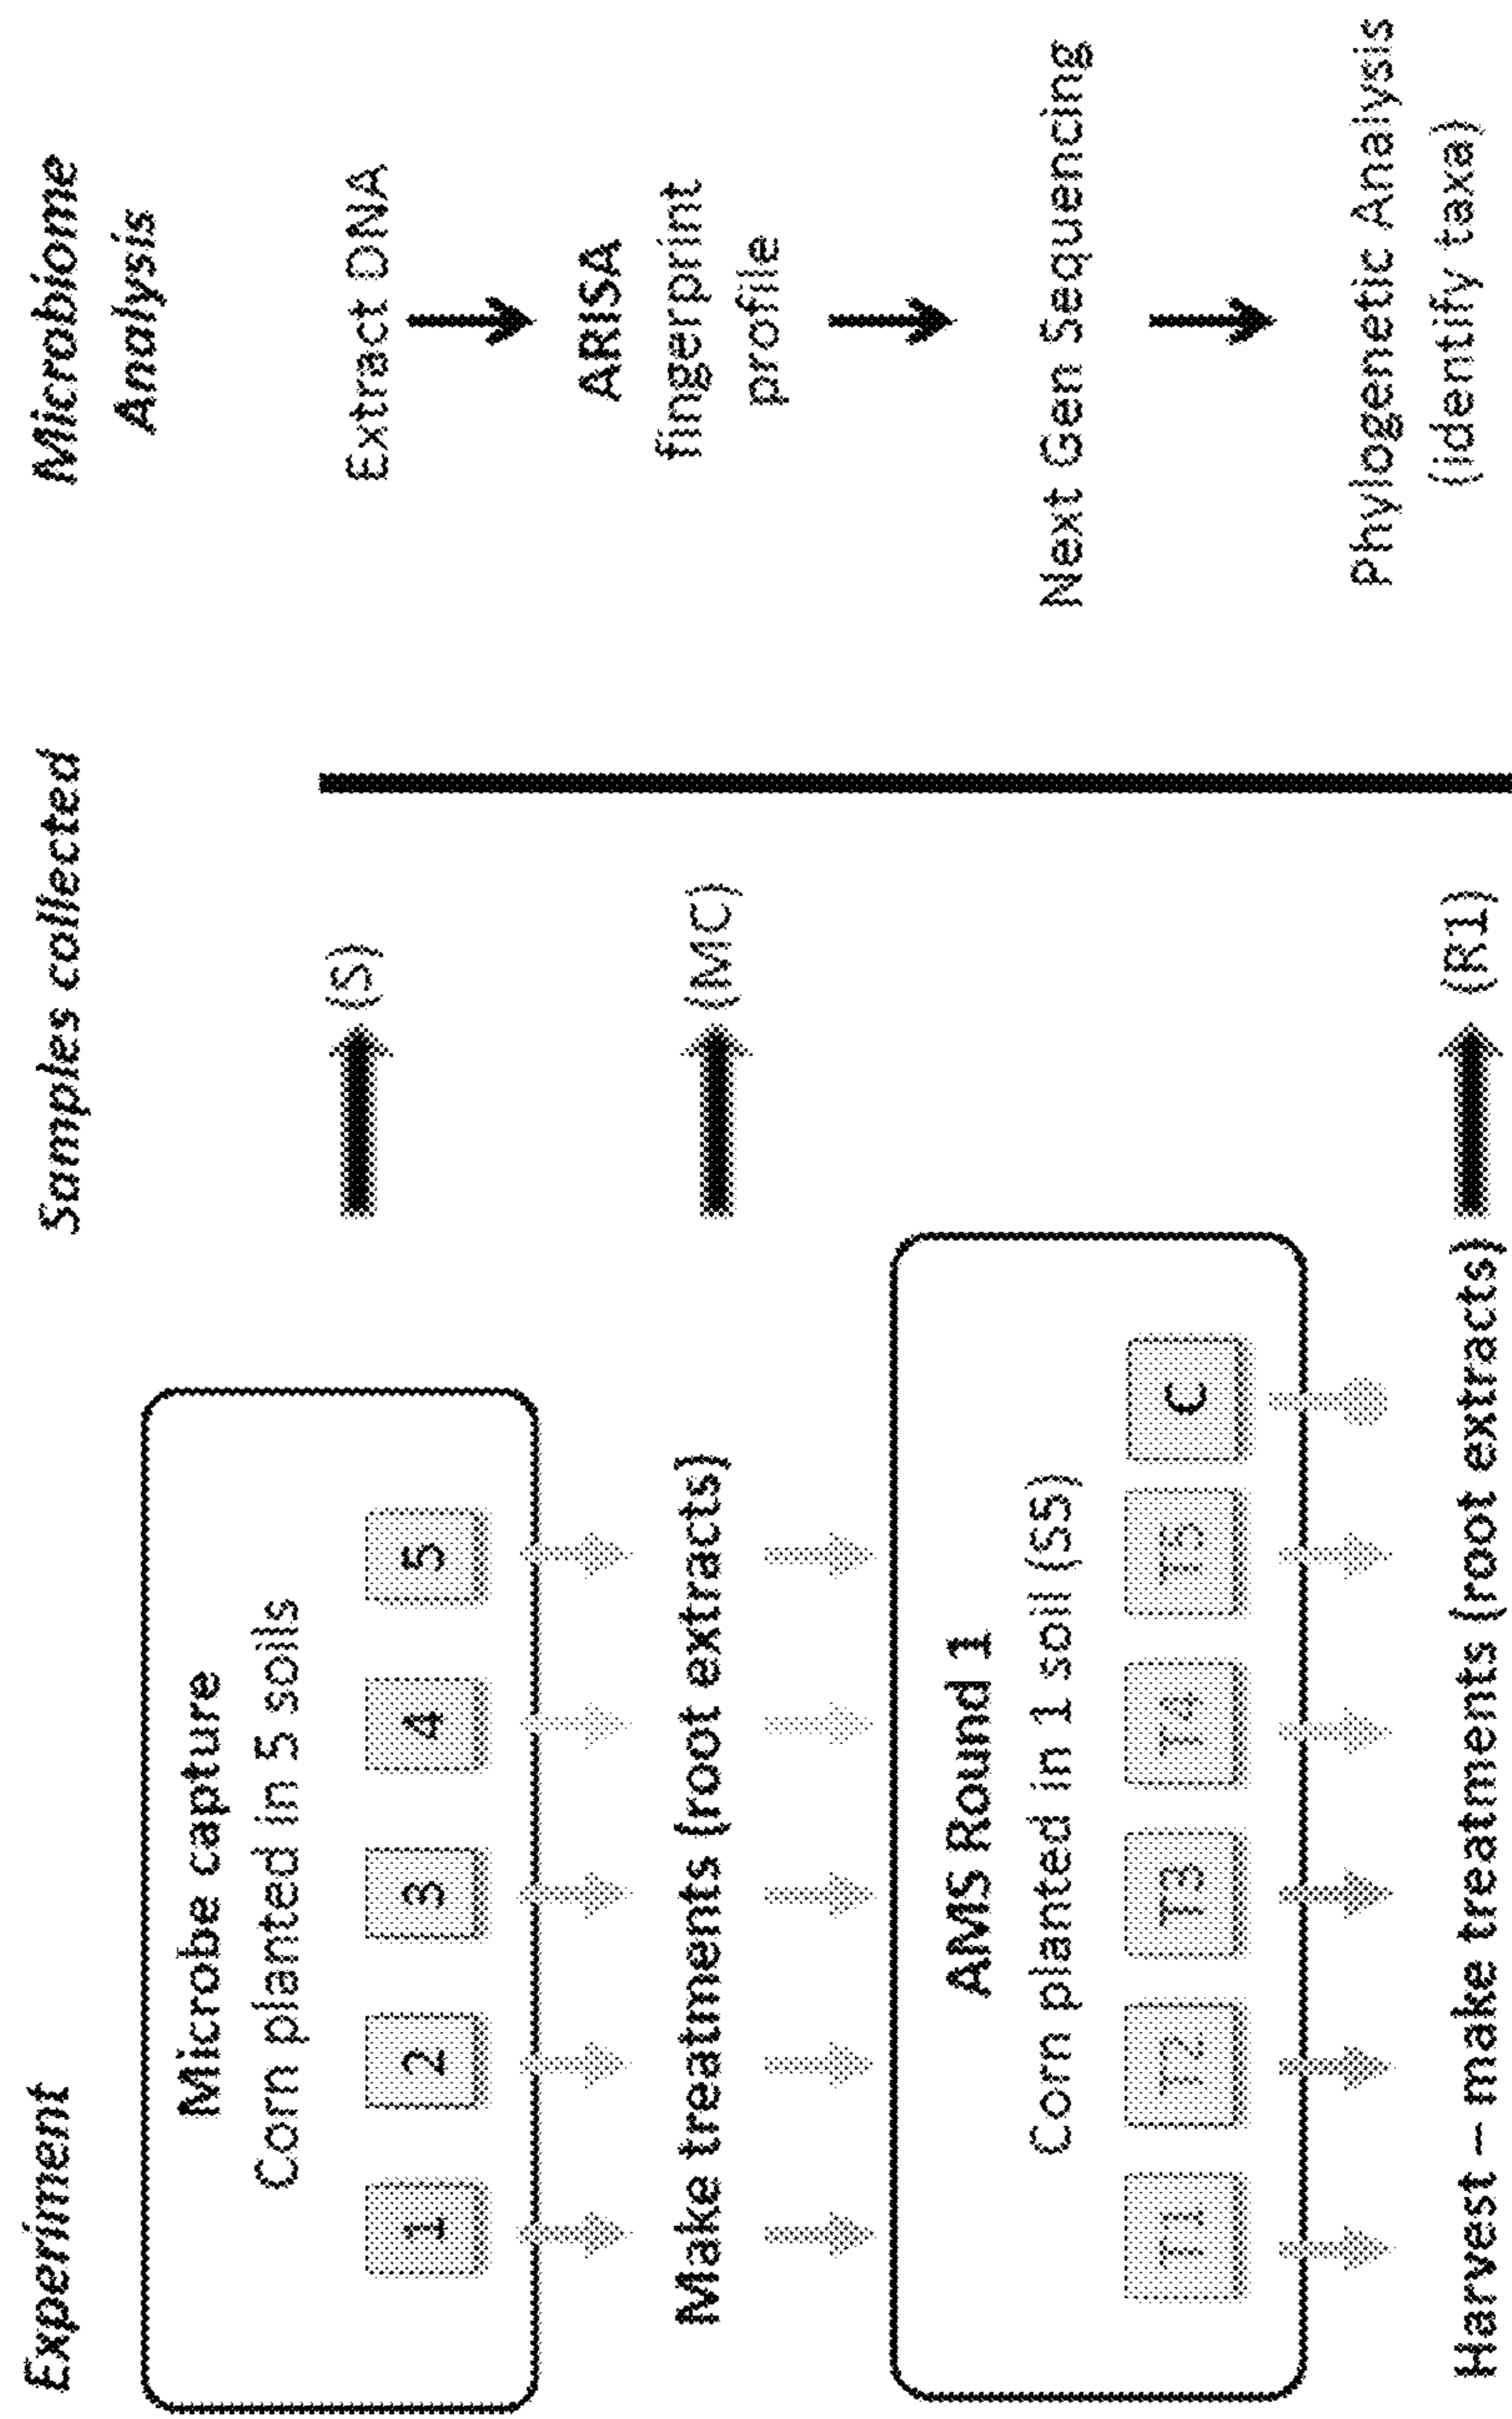 Experiment
Samples collected
Microbiome
Analysis
Microbe capture
Corn planted in 5 soils
1 2 3 4 5
(S)
Make treatments (root extracts)
(MC)
AMS Round 1
Corn planted in 1 soil (S5)
T1 T2 T3 T4 T5 C
Harvest – make treatments (root extracts)
(R1)
Extract DNA
ARISA
fingerprint
profile
Next Gen Sequencing
Phylogenetic Analysis
(identify taxa)